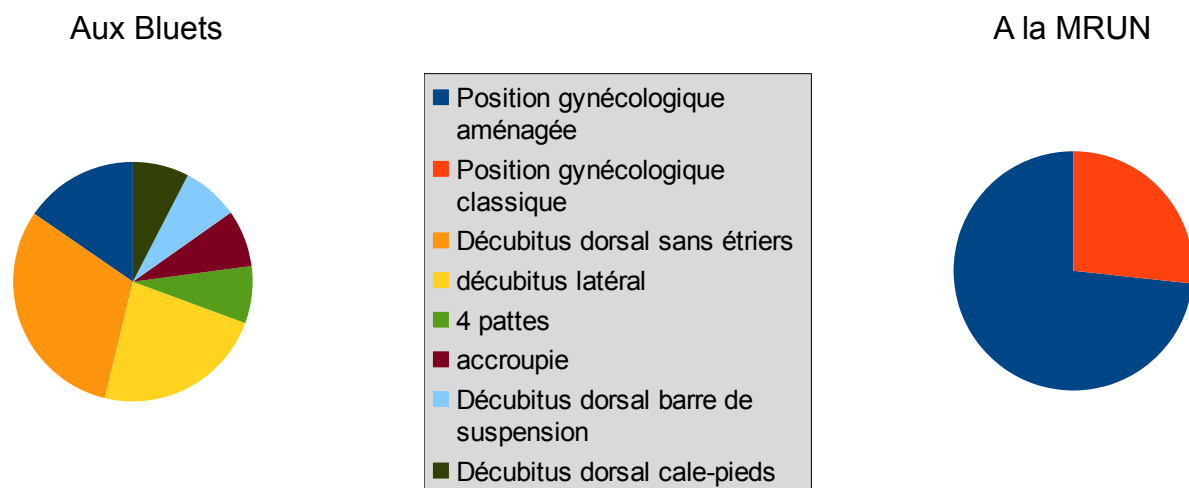 Aux Bluets
A la MRUN
Position gynécologique
aménagée
Position gynécologique
classique
Décubitus dorsal sans étriers
décubitus latéral
4 pattes
accroupie
Décubitus dorsal barre de
suspension
Décubitus dorsal cale-pieds